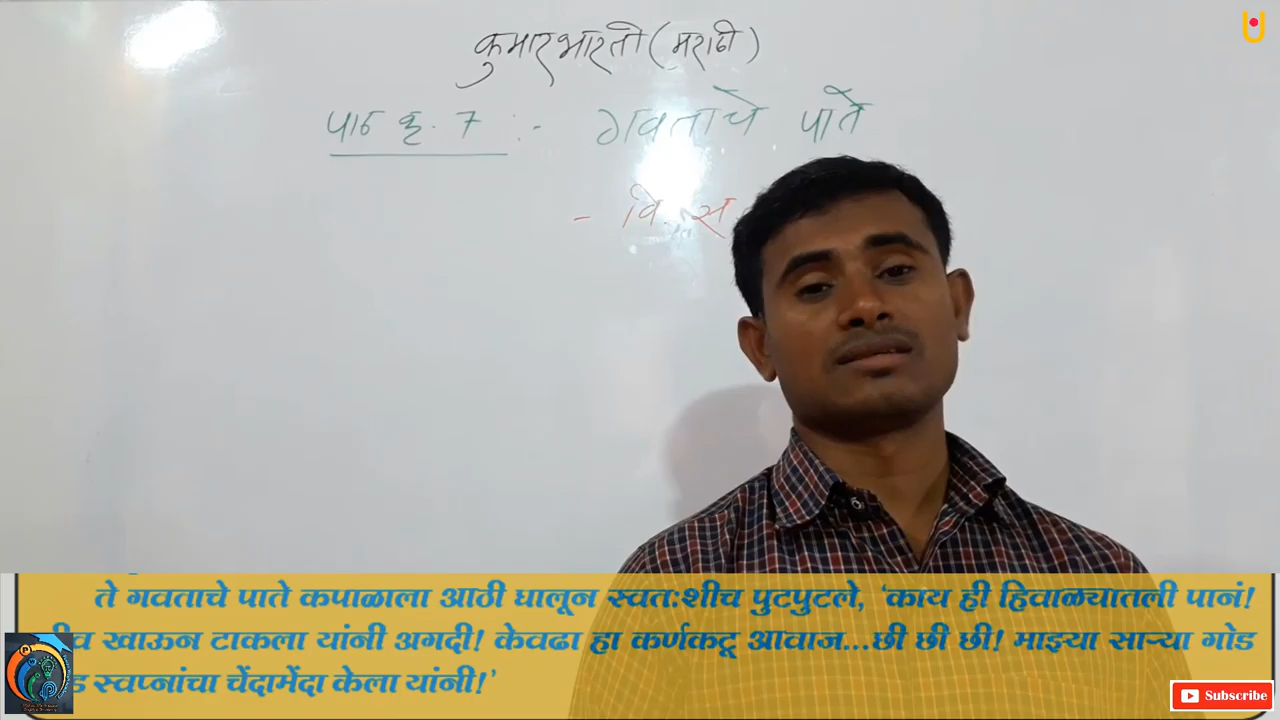 कुमारभारती (मराठी)
पाठ क्र. 7 :- गवताचे पाते
- वि. स
ते गवताचे पाते कपाळाला आठी घालून स्वत:शीच पुटपुटले, ‘काय ही हिवाळ्यातली पानं!
खाऊन टाकला यांनी अगदी! केवढा हा कर्णकटू आवाज...छी छी छी! माझ्या साऱ्या गोड
स्वप्नांचा चेंदामेंदा केला यांनी!’
Subscribe